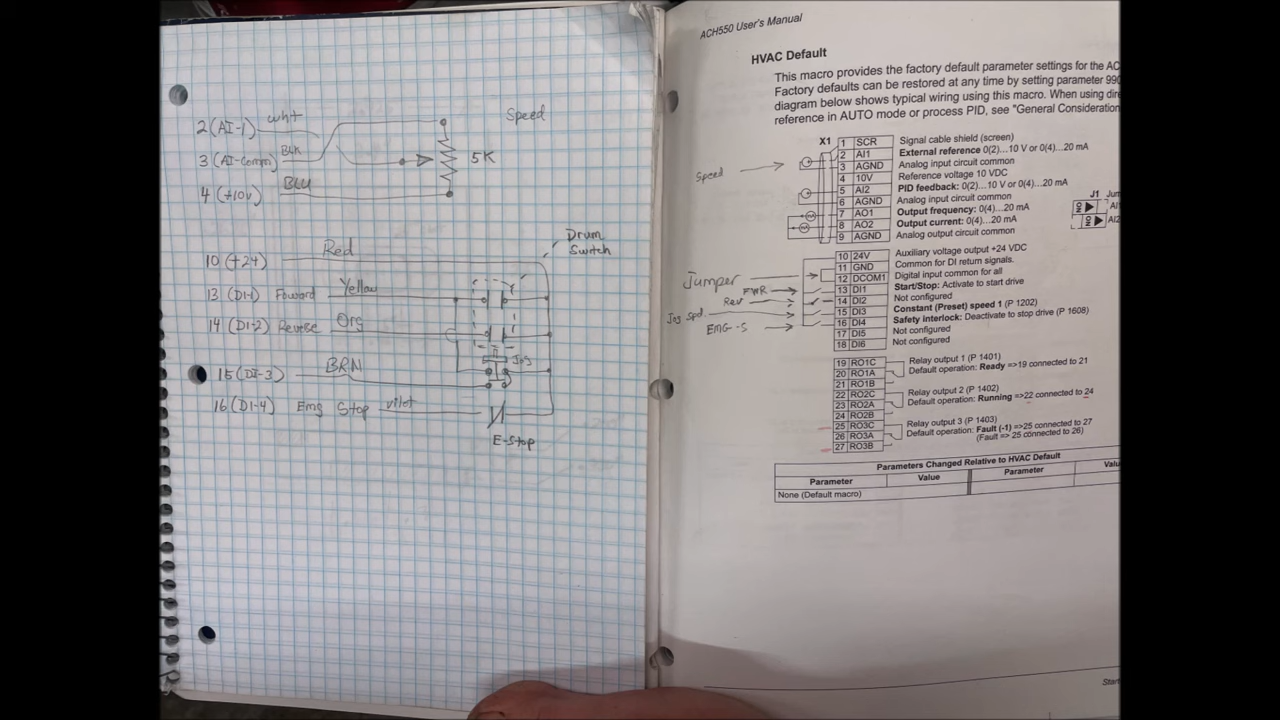 2 (AI-1) wht
Speed
3 (AI-Comm) BLK
5K
4 (+10v) BLU
Drum
Switch
10 (+24) Red
13 (DI-1) Foward Yellow
14 (DI-2) Reverse Org
Jog
15 (DI-3) BRN
16 (D1-4) Emg Stop vilot
E-Stop
ACH550 User's Manual
HVAC Default
This macro provides the factory default parameter settings for the AC
Factory defaults can be restored at any time by setting parameter 990
diagram below shows typical wiring using this macro. When using dire
reference in AUTO mode or process PID, see "General Consideration
X1
1 SCR Signal cable shield (screen)
2 AI1 External reference 0(2)…10 V or 0(4)…20 mA
Speed
3 AGND Analog input circuit common
4 10V Reference voltage 10 VDC
5 AI2 PID feedback: 0(2)…10 V or 0(4)…20 mA
6 AGND Analog input circuit common
7 AO1 Output frequency: 0(4)…20 mA
8 AO2 Output current: 0(4)…20 mA
9 AGND Analog output circuit common
J1 Jum
AI1
AI2
10 24V Auxiliary voltage output +24 VDC
11 GND Common for DI return signals.
Jumper
12 DCOM1 Digital input common for all
FWR
13 DI1 Start/Stop: Activate to start drive
Rev
14 DI2 Not configured
Jog Spd.
15 DI3 Constant (Preset) speed 1 (P 1202)
EMG-S
16 DI4 Safety interlock: Deactivate to stop drive (P 1608)
17 DI5 Not configured
18 DI6 Not configured
19 RO1C Relay output 1 (P 1401)
20 RO1A Default operation: Ready =>19 connected to 21
21 RO1B
22 RO2C Relay output 2 (P 1402)
23 RO2A Default operation: Running =>22 connected to 24
24 RO2B
25 RO3C Relay output 3 (P 1403)
26 RO3A Default operation: Fault (-1) =>25 connected to 27
27 RO3B (Fault => 25 connected to 26)
Parameters Changed Relative to HVAC Default
Parameter Value Parameter Valu
None (Default macro)
Start